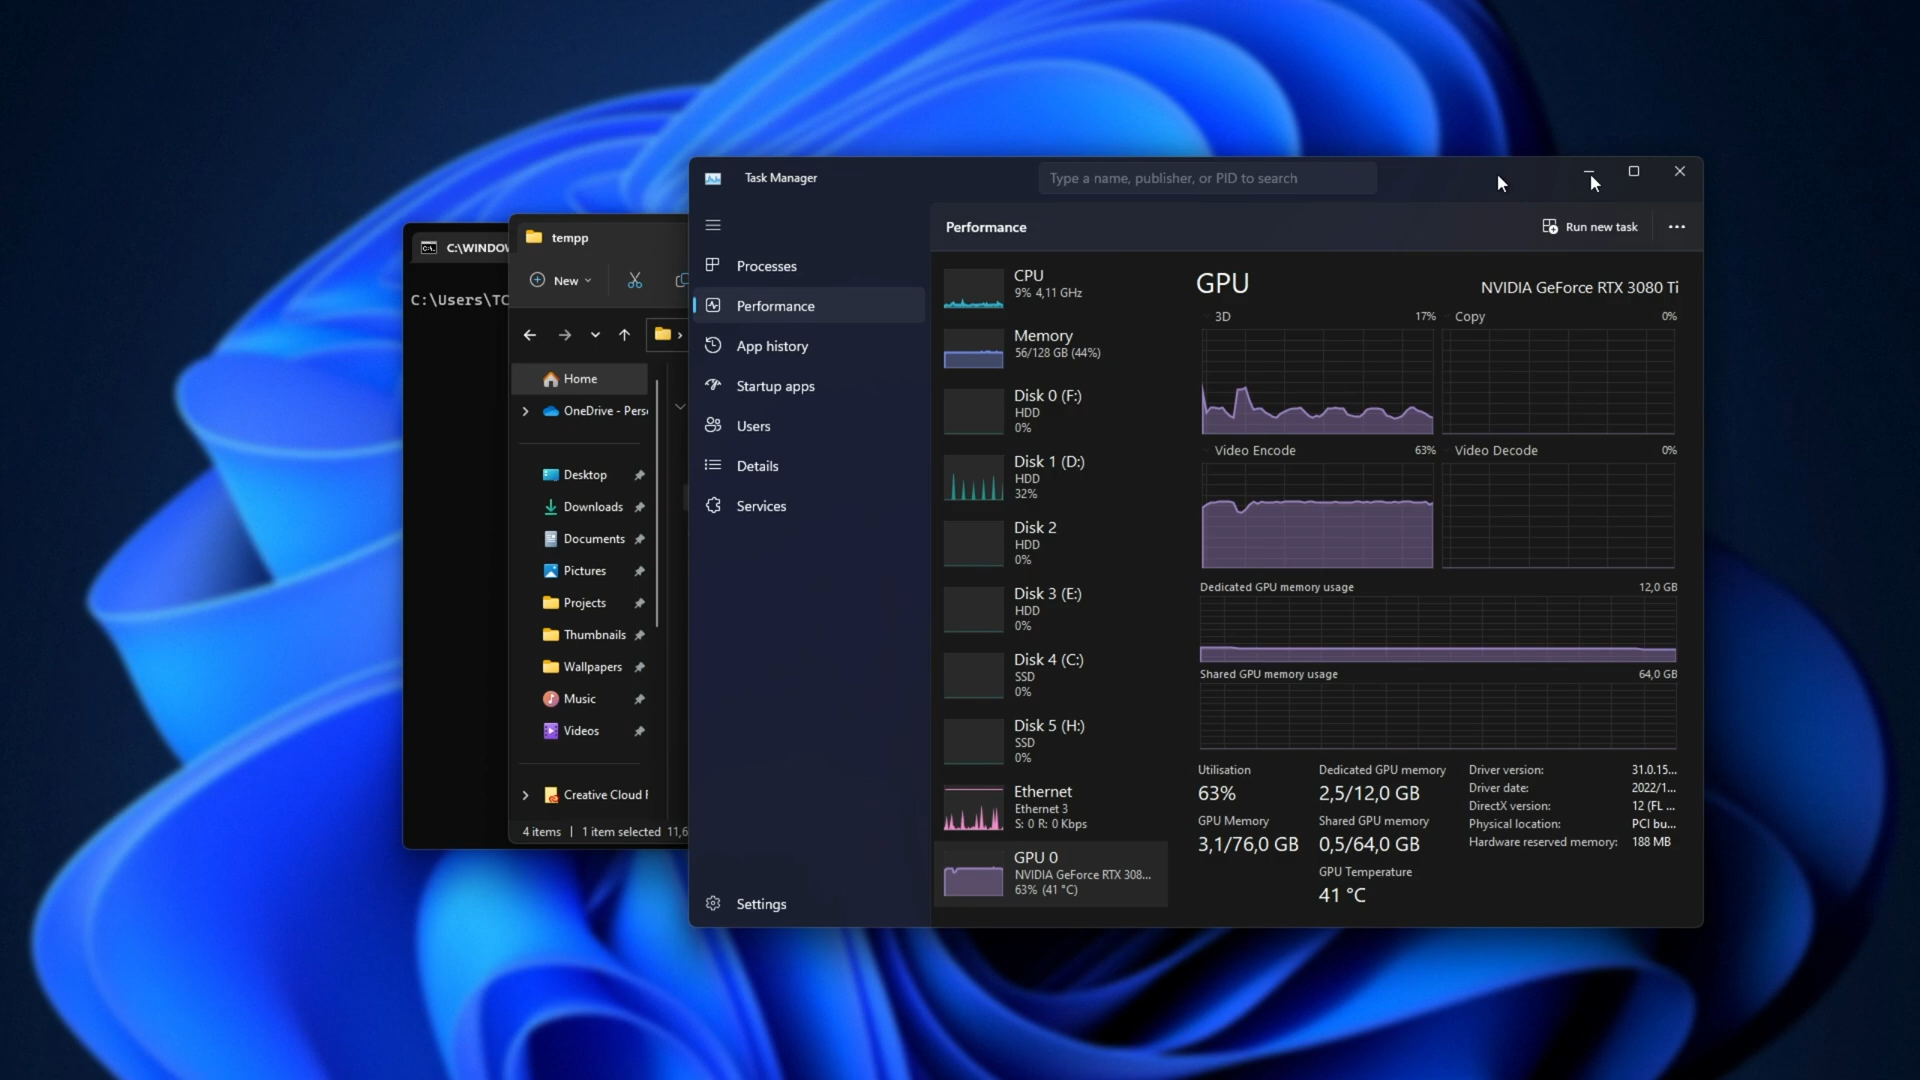 C:\WINDOW
C:\Users\TC
tempp
New
Home
OneDrive - Pers
Desktop
Downloads
Documents
Pictures
Projects
Thumbnails
Wallpapers
Music
Videos
Creative Cloud F
4 items | 1 item selected 11,6
Task Manager
Type a name, publisher, or PID to search
Processes
Performance
App history
Startup apps
Users
Details
Services
Settings
Performance
Run new task
CPU
9% 4,11 GHz
Memory
56/128 GB (44%)
Disk 0 (F:)
HDD
0%
Disk 1 (D:)
HDD
32%
Disk 2
HDD
0%
Disk 3 (E:)
HDD
0%
Disk 4 (C:)
SSD
0%
Disk 5 (H:)
SSD
0%
Ethernet
Ethernet 3
S: 0 R: 0 Kbps
GPU 0
NVIDIA GeForce RTX 308...
63% (41 °C)
GPU
NVIDIA GeForce RTX 3080 Ti
3D 17%
Copy 0%
Video Encode 63%
Video Decode 0%
Dedicated GPU memory usage 12,0 GB
Shared GPU memory usage 64,0 GB
Utilisation
63%
Dedicated GPU memory
2,5/12,0 GB
GPU Memory
3,1/76,0 GB
Shared GPU memory
0,5/64,0 GB
GPU Temperature
41 °C
Driver version: 31.0.15...
Driver date: 2022/1...
DirectX version: 12 (FL ...
Physical location: PCI bu...
Hardware reserved memory: 188 MB